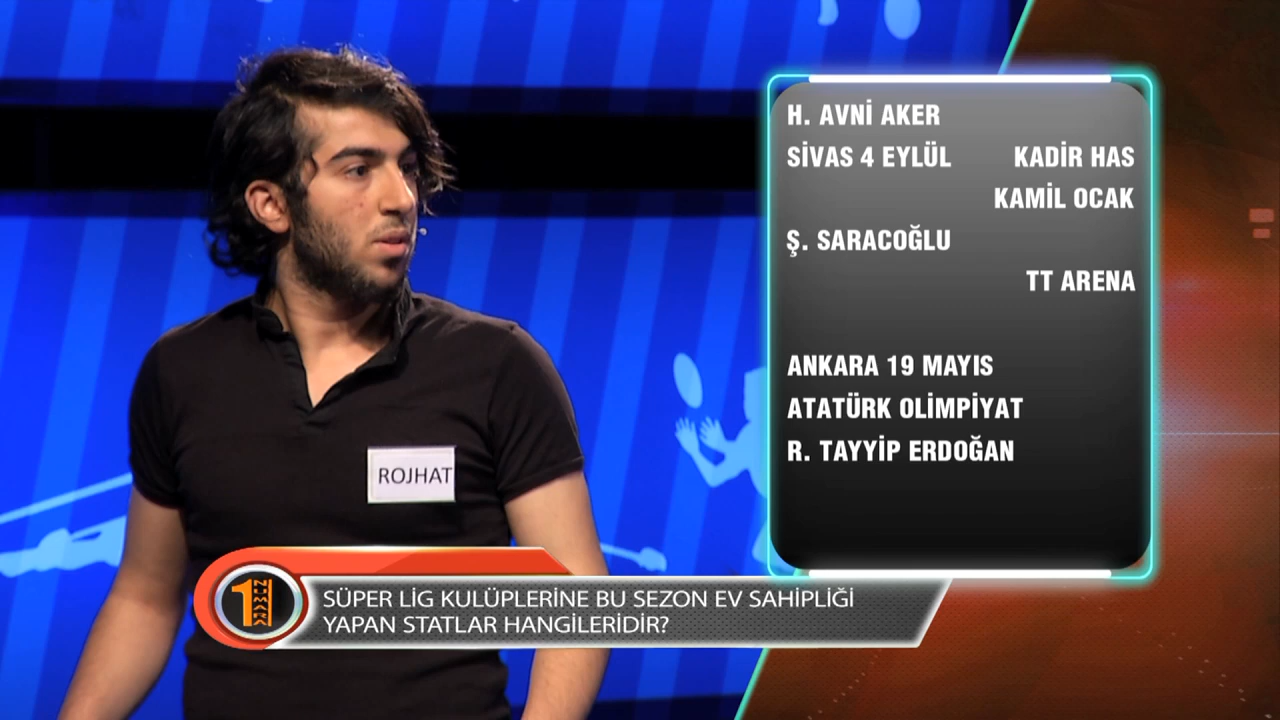 H. AVNİ AKER
SİVAS 4 EYLÜL KADİR HAS
KAMİL OCAK
Ş. SARACOĞLU
TT ARENA
ANKARA 19 MAYIS
ATATÜRK OLİMPİYAT
R. TAYYİP ERDOĞAN
ROJHAT
1 NUMARA
SÜPER LİG KULÜPLERİNE BU SEZON EV SAHİPLİĞİ
YAPAN STATLAR HANGİLERİDİR?